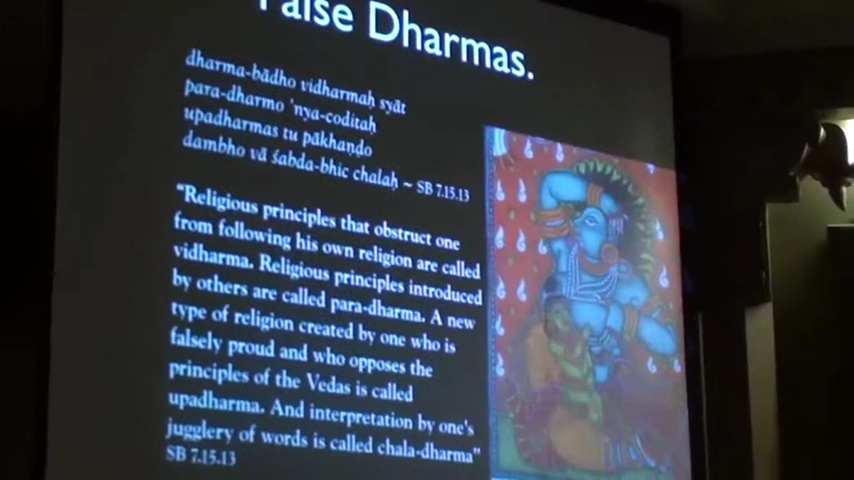 False Dharmas.
dharma-bādho vidharmaḥ syāt
para-dharmo 'nya-coditaḥ
upadharmas tu pākhaṇḍo
dambho vā śabda-bhic chalaḥ ~ SB 7.15.13
"Religious principles that obstruct one
from following his own religion are called
vidharma. Religious principles introduced
by others are called para-dharma. A new
type of religion created by one who is
falsely proud and who opposes the
principles of the Vedas is called
upadharma. And interpretation by one's
jugglery of words is called chala-dharma"
SB 7.15.13